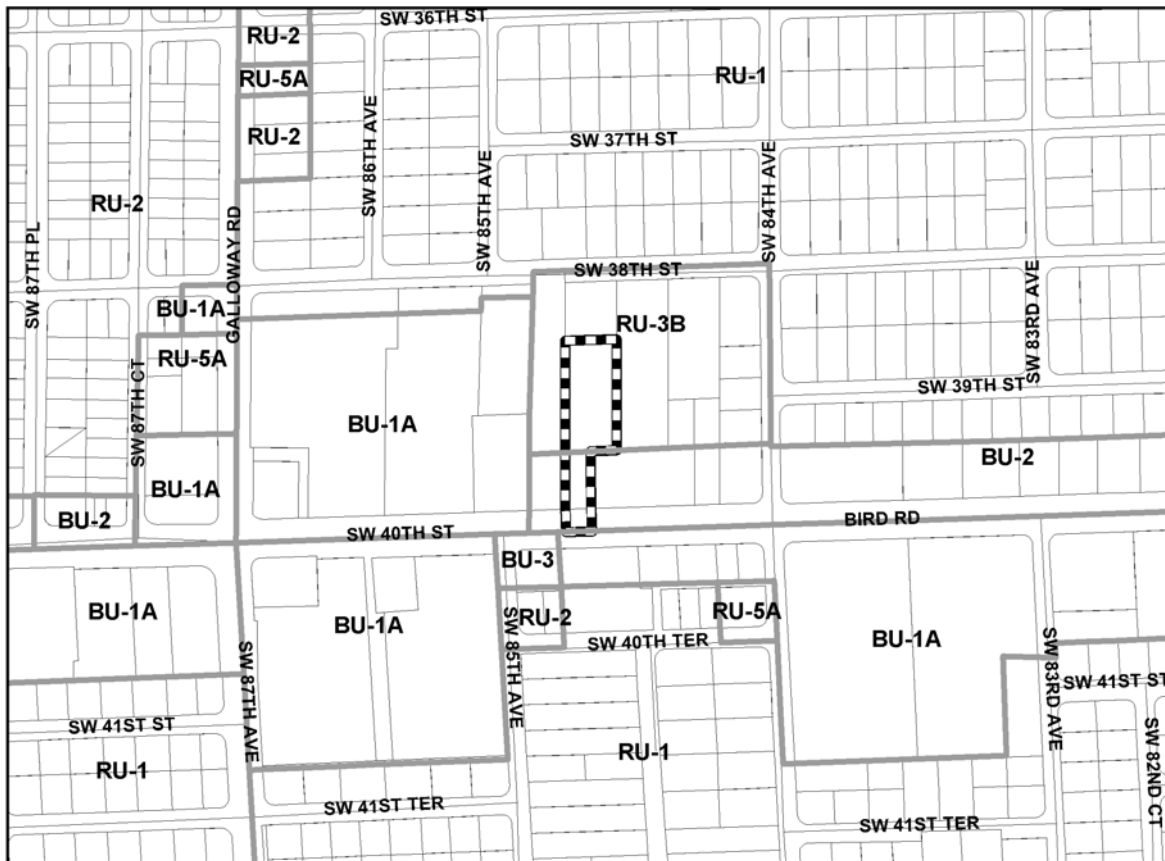 SW 36TH ST
RU-2
RU-5A
RU-1
RU-2
SW 37TH ST
SW 86TH AVE
SW 85TH AVE
SW 84TH AVE
RU-2
SW 87TH PL
GALLOWAY RD
SW 38TH ST
SW 83RD AVE
BU-1A
RU-3B
RU-5A
SW 87TH CT
SW 39TH ST
BU-1A
BU-2
BU-1A
BU-2
BIRD RD
SW 40TH ST
BU-3
BU-1A
BU-1A
RU-2
RU-5A
BU-1A
SW 85TH AVE
SW 40TH TER
SW 87TH AVE
SW 83RD AVE
SW 41ST ST
SW 41ST ST
RU-1
RU-1
SW 82ND CT
SW 41ST TER
SW 41ST TER